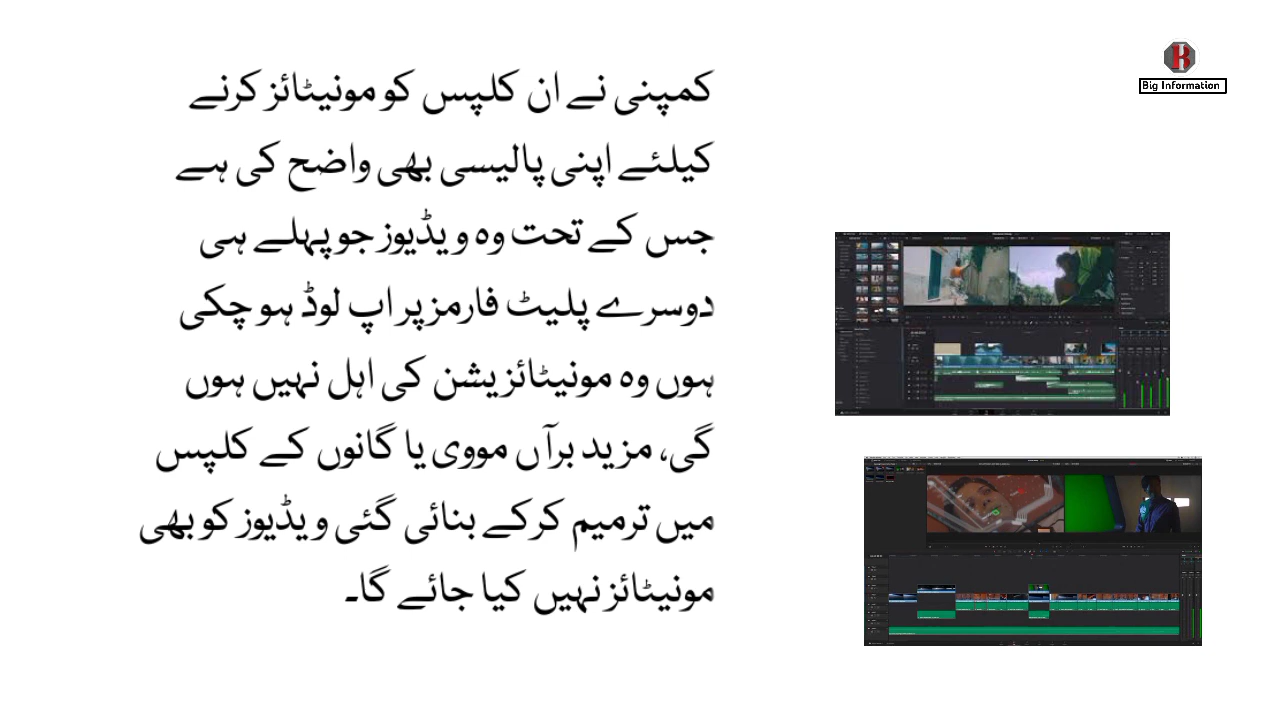 کمپنی نے ان کلپس کو مونیٹائز کرنے
کیلئے اپنی پالیسی بھی واضح کی ہے
جس کے تحت وہ ویڈیوز جو پہلے ہی
دوسرے پلیٹ فارمز پر اپ لوڈ ہو چکی
ہوں وہ مونیٹائزیشن کی اہل نہیں ہوں
گی، مزید برآں مووی یا گانوں کے کلپس
میں ترمیم کرکے بنائی گئی ویڈیوز کو بھی
مونیٹائز نہیں کیا جائے گا۔
Big Information